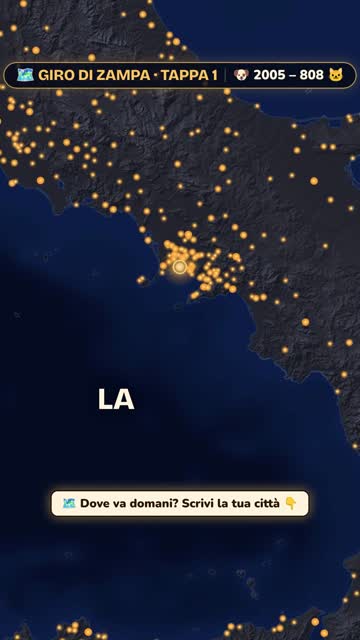 🗺️ GIRO DI ZAMPA • TAPPA 1 | 🐶 2005 – 808 🐱
LA
🗺️ Dove va domani? Scrivi la tua città 👇